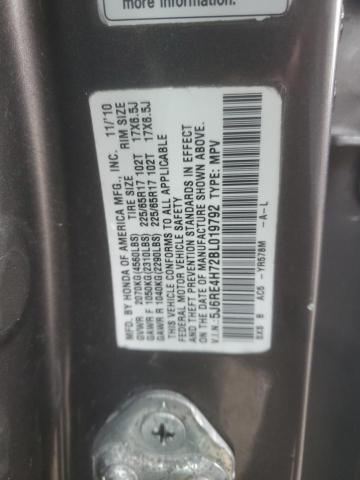 more information.
MFD. BY HONDA OF AMERICA MFG., INC. 11/'10
TIRE SIZE RIM SIZE
GVWR 2070KG(4560LBS)
GAWR F 1050KG(2310LBS) 225/65R17 102T 17X6.5J
GAWR R 1040KG(2290LBS) 225/65R17 102T 17X6.5J
THIS VEHICLE CONFORMS TO ALL APPLICABLE
FEDERAL MOTOR VEHICLE SAFETY
AND THEFT PREVENTION STANDARDS IN EFFECT
ON THE DATE OF MANUFACTURE SHOWN ABOVE.
V.I.N.:5J6RE4H72BL019792 TYPE: MPV
SXS B AC5 -YR578M -A-L